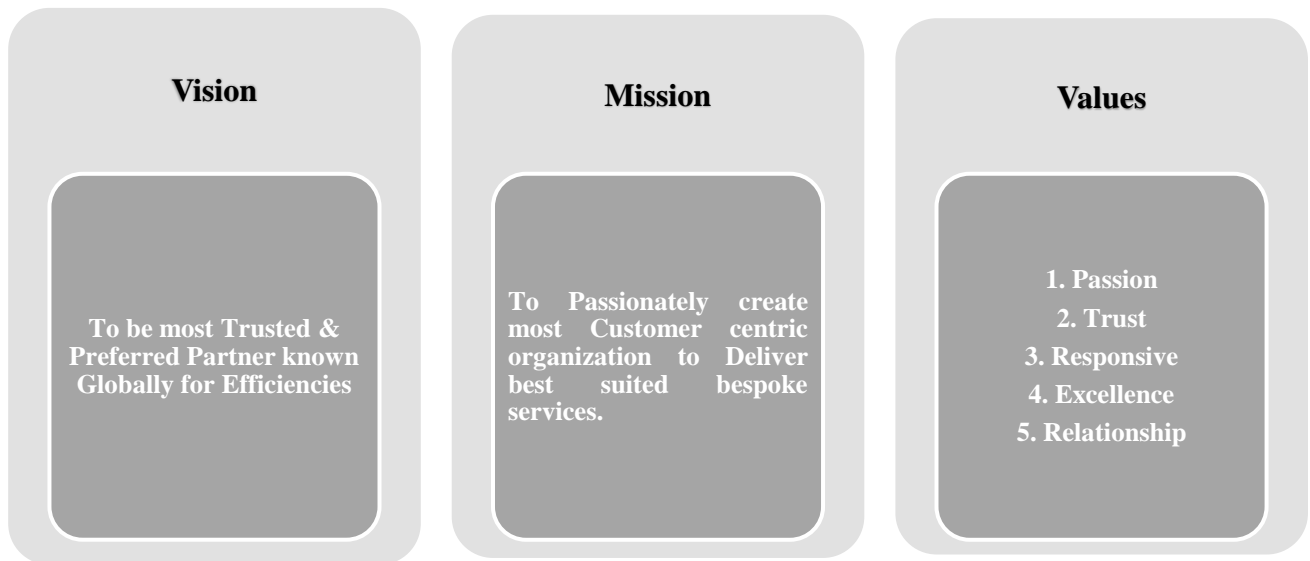 Vision
To be most Trusted &
Preferred Partner known
Globally for Efficiencies
Mission
To Passionately create
most Customer centric
organization to Deliver
best suited bespoke
services.
Values
1. Passion
2. Trust
3. Responsive
4. Excellence
5. Relationship